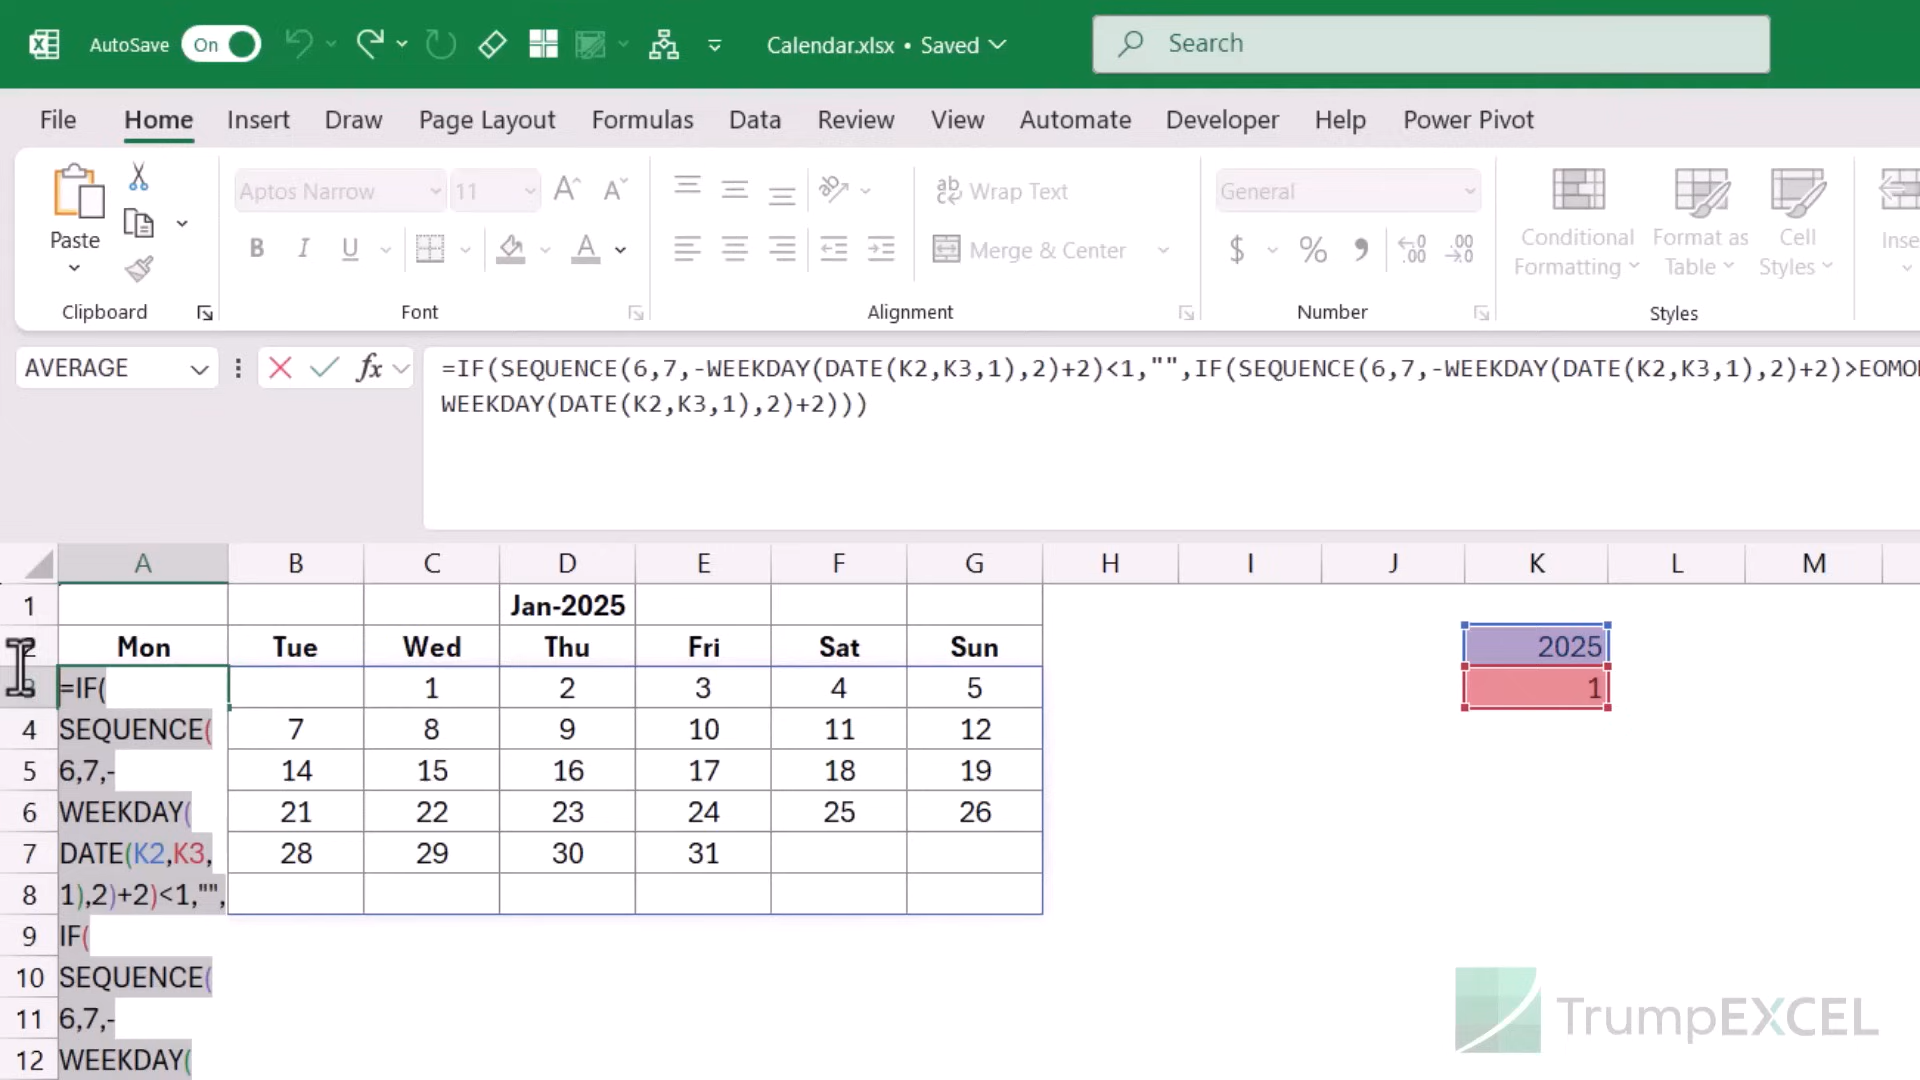 AutoSave On Calendar.xlsx • Saved Search
File Home Insert Draw Page Layout Formulas Data Review View Automate Developer Help Power Pivot
Paste
Clipboard
Aptos Narrow 11 A A
B I U A
Font
ab Wrap Text
Merge & Center
Alignment
General
$ % , .00 .00
Number
Conditional Formatting
Format as Table
Cell Styles
Styles
Inse
AVERAGE fx =IF(SEQUENCE(6,7,-WEEKDAY(DATE(K2,K3,1),2)+2)<1,"",IF(SEQUENCE(6,7,-WEEKDAY(DATE(K2,K3,1),2)+2)>EOMO
WEEKDAY(DATE(K2,K3,1),2)+2)))
A B C D E F G H I J K L M
1 Jan-2025
2 Mon Tue Wed Thu Fri Sat Sun 2025
3 =IF( 1 2 3 4 5 1
4 SEQUENCE( 7 8 9 10 11 12
5 6,7,- 14 15 16 17 18 19
6 WEEKDAY( 21 22 23 24 25 26
7 DATE(K2,K3, 28 29 30 31
8 1),2)+2)<1,"",
9 IF(
10 SEQUENCE(
11 6,7,-
12 WEEKDAY(
TrumpEXCEL